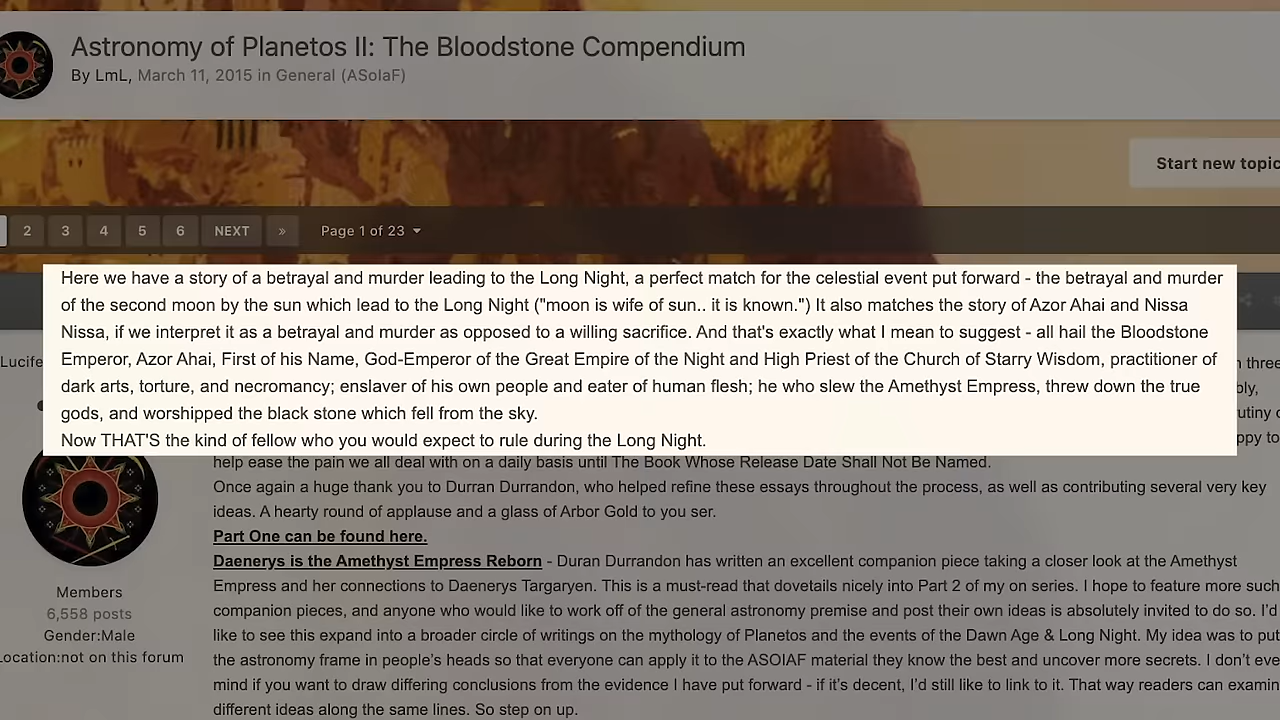 Astronomy of Planetos II: The Bloodstone Compendium
By LmL, March 11, 2015 in General (ASoIaF)
Start new topic
2 3 4 5 6 NEXT » Page 1 of 23
Here we have a story of a betrayal and murder leading to the Long Night, a perfect match for the celestial event put forward - the betrayal and murder
of the second moon by the sun which lead to the Long Night ("moon is wife of sun.. it is known.") It also matches the story of Azor Ahai and Nissa
Nissa, if we interpret it as a betrayal and murder as opposed to a willing sacrifice. And that's exactly what I mean to suggest - all hail the Bloodstone
Emperor, Azor Ahai, First of his Name, God-Emperor of the Great Empire of the Night and High Priest of the Church of Starry Wisdom, practitioner of
dark arts, torture, and necromancy; enslaver of his own people and eater of human flesh; he who slew the Amethyst Empress, threw down the true
gods, and worshipped the black stone which fell from the sky.
Now THAT'S the kind of fellow who you would expect to rule during the Long Night.
help ease the pain we all deal with on a daily basis until The Book Whose Release Date Shall Not Be Named.
Once again a huge thank you to Durran Durrandon, who helped refine these essays throughout the process, as well as contributing several very key
ideas. A hearty round of applause and a glass of Arbor Gold to you ser.
Part One can be found here.
Daenerys is the Amethyst Empress Reborn - Duran Durrandon has written an excellent companion piece taking a closer look at the Amethyst
Empress and her connections to Daenerys Targaryen. This is a must-read that dovetails nicely into Part 2 of my on series. I hope to feature more such
companion pieces, and anyone who would like to work off of the general astronomy premise and post their own ideas is absolutely invited to do so. I'd
like to see this expand into a broader circle of writings on the mythology of Planetos and the events of the Dawn Age & Long Night. My idea was to put
the astronomy frame in people's heads so that everyone can apply it to the ASOIAF material they know the best and uncover more secrets. I don't eve
mind if you want to draw differing conclusions from the evidence I have put forward - if it's decent, I'd still like to link to it. That way readers can examin
different ideas along the same lines. So step on up.
Members
6,558 posts
Gender:Male
Location:not on this forum